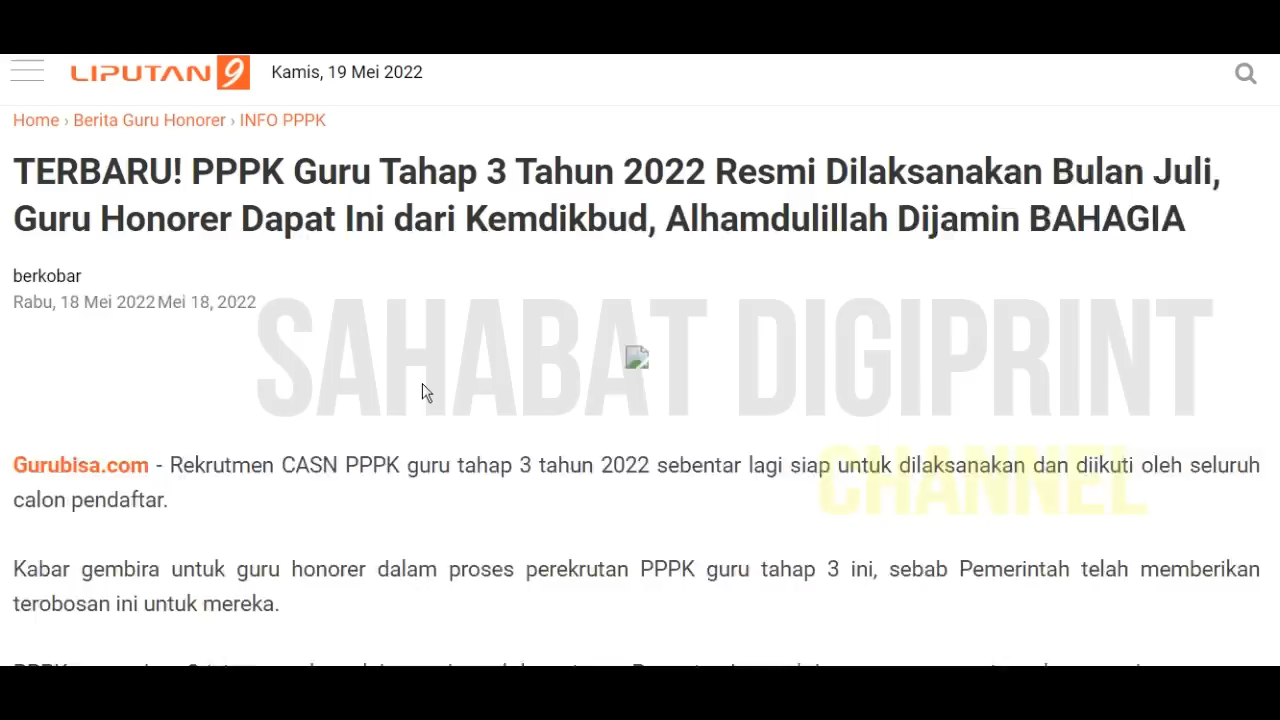 LIPUTAN 9 Kamis, 19 Mei 2022
Home › Berita Guru Honorer › INFO PPPK
TERBARU! PPPK Guru Tahap 3 Tahun 2022 Resmi Dilaksanakan Bulan Juli,
Guru Honorer Dapat Ini dari Kemdikbud, Alhamdulillah Dijamin BAHAGIA
berkobar
Rabu, 18 Mei 2022Mei 18, 2022
SAHABAT DIGIPRINT
CHANNEL
Gurubisa.com - Rekrutmen CASN PPPK guru tahap 3 tahun 2022 sebentar lagi siap untuk dilaksanakan dan diikuti oleh seluruh
calon pendaftar.
Kabar gembira untuk guru honorer dalam proses perekrutan PPPK guru tahap 3 ini, sebab Pemerintah telah memberikan
terobosan ini untuk mereka.